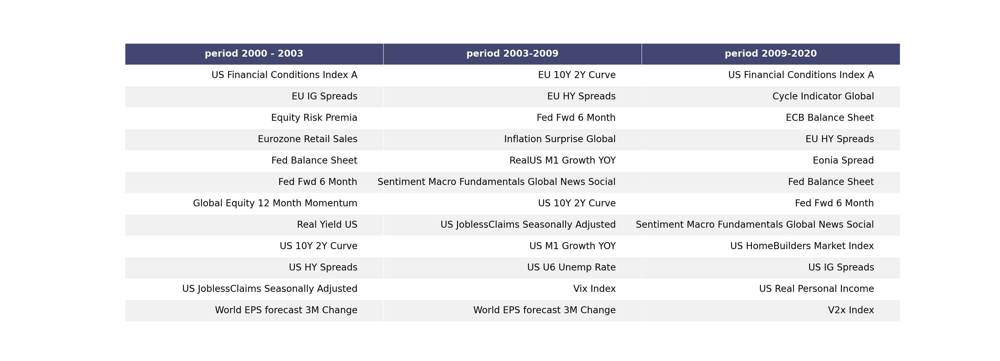 period 2000 - 2003 period 2003-2009 period 2009-2020
US Financial Conditions Index A EU 10Y 2Y Curve US Financial Conditions Index A
EU IG Spreads EU HY Spreads Cycle Indicator Global
Equity Risk Premia Fed Fwd 6 Month ECB Balance Sheet
Eurozone Retail Sales Inflation Surprise Global EU HY Spreads
Fed Balance Sheet RealUS M1 Growth YOY Eonia Spread
Fed Fwd 6 Month Sentiment Macro Fundamentals Global News Social Fed Balance Sheet
Global Equity 12 Month Momentum US 10Y 2Y Curve Fed Fwd 6 Month
Real Yield US US JoblessClaims Seasonally Adjusted Sentiment Macro Fundamentals Global News Social
US 10Y 2Y Curve US M1 Growth YOY US HomeBuilders Market Index
US HY Spreads US U6 Unemp Rate US IG Spreads
US JoblessClaims Seasonally Adjusted Vix Index US Real Personal Income
World EPS forecast 3M Change World EPS forecast 3M Change V2x Index